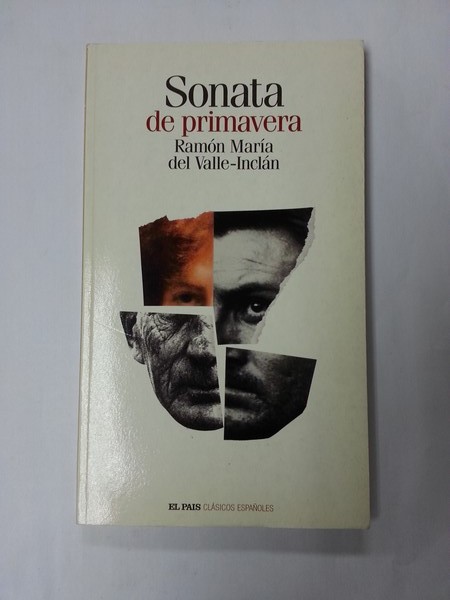 Sonata
de primavera
Ramón María
del Valle-Inclán
EL PAIS CLÁSICOS ESPAÑOLES